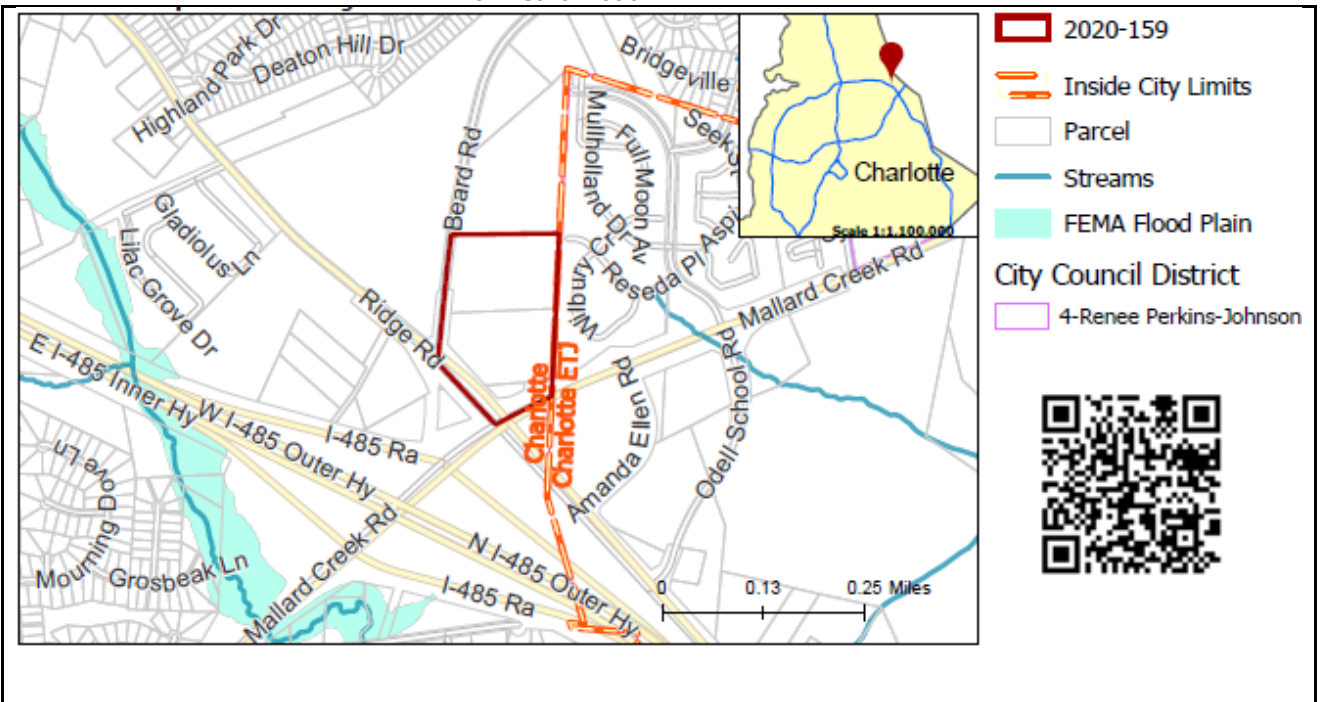 Highland Park Dr
Deaton Hill Dr
Bridgeville
Beard Rd
Mullholland Dr
Full Moon Av
Seek
Aspi
Charlotte
Scale 1:1,100,000
Gladiolus Ln
Lilac Grove Dr
Wilbury Cr
Reseda Pl
Mallard Creek Rd
Ridge Rd
E I-485 Inner Hy
W I-485 Outer Hy
I-485 Ra
Charlotte
Charlotte ETJ
Amanda Ellen Rd
Odell School Rd
Mourning Dove Ln
Grosbeak Ln
Mallard Creek Rd
N I-485 Outer Hy
I-485 Ra
0 0.13 0.25 Miles
2020-159
Inside City Limits
Parcel
Streams
FEMA Flood Plain
City Council District
4-Renee Perkins-Johnson